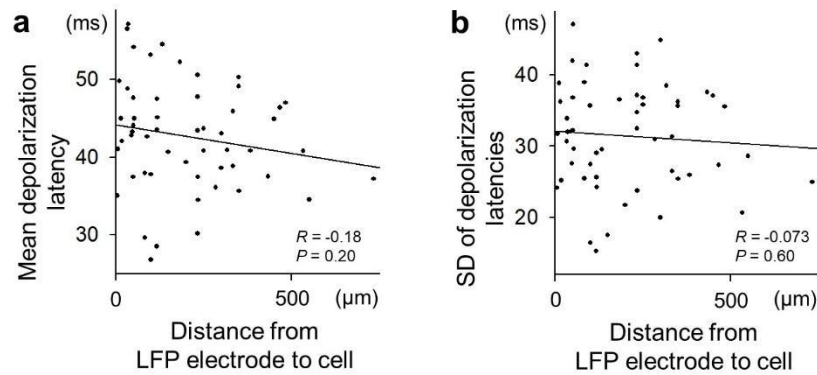 a
(ms)
Mean depolarization
latency
50
40
30
R = -0.18
P = 0.20
0
500
(μm)
Distance from
LFP electrode to cell
b
(ms)
SD of depolarization
latencies
40
30
20
R = -0.073
P = 0.60
0
500
(μm)
Distance from
LFP electrode to cell